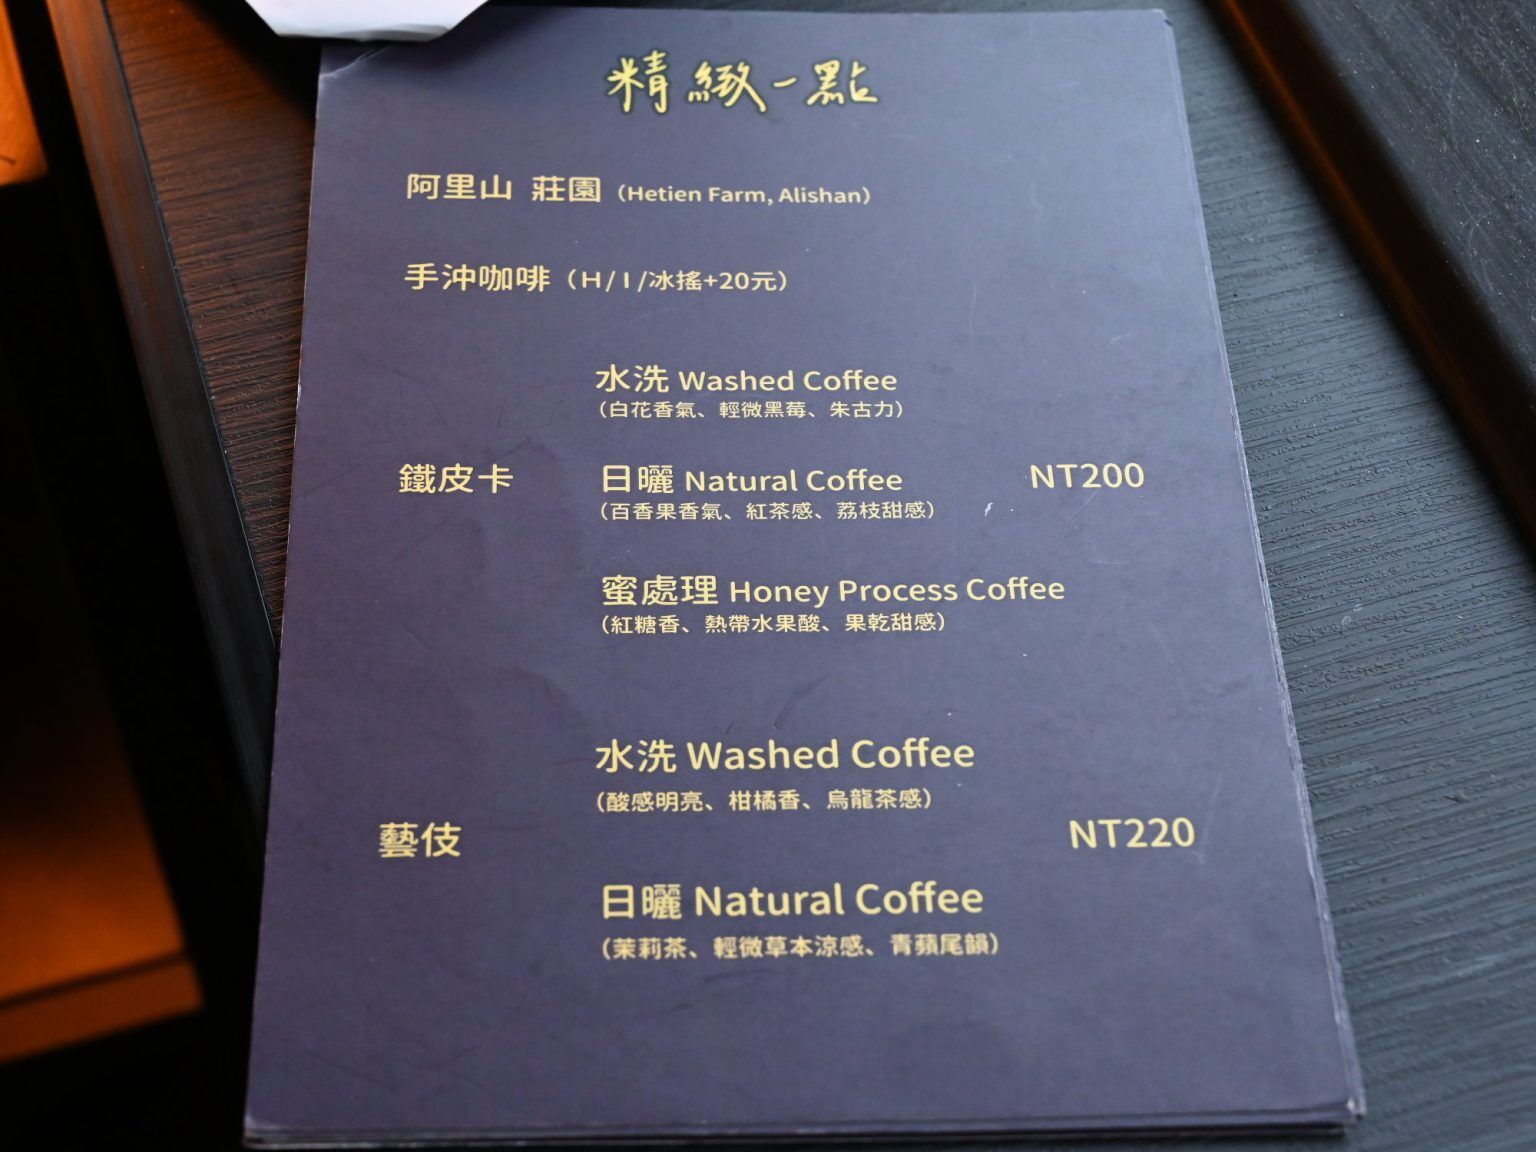 精緻一點
阿里山 莊園（Hetien Farm, Alishan）
手沖咖啡（H/I/冰搖+20元）
水洗 Washed Coffee
（白花香氣、輕微黑莓、朱古力）
鐵皮卡 日曬 Natural Coffee NT200
（百香果香氣、紅茶感、荔枝甜感）
蜜處理 Honey Process Coffee
（紅糖香、熱帶水果酸、果乾甜感）
水洗 Washed Coffee
（酸感明亮、柑橘香、烏龍茶感）
藝伎 NT220
日曬 Natural Coffee
（茉莉茶、輕微草本涼感、青蘋尾韻）